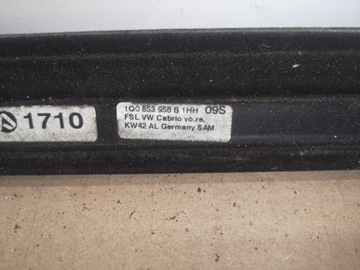 1710
1Q0 853 958 B 1HH 09S
FSL VW Cabrio vo.re.
KW42 AL Germany SAM